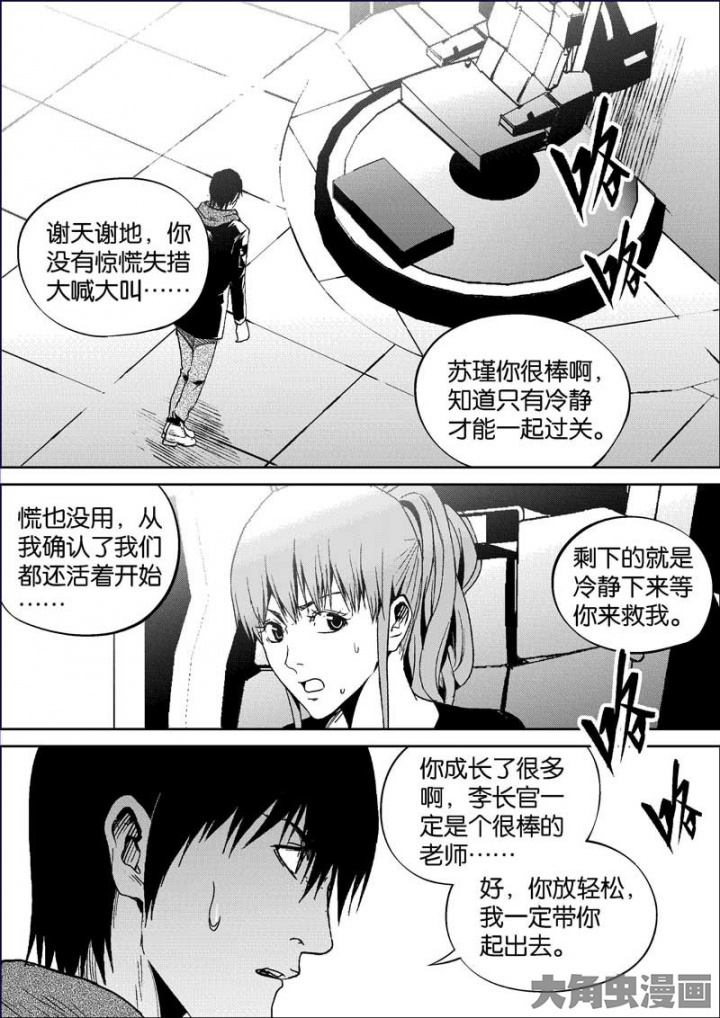 谢天谢地，你
没有惊慌失措
大喊大叫……
咯
咯
苏瑾你很棒啊，
知道只有冷静
才能一起过关。
慌也没用，从
我确认了我们
都还活着开始
……
剩下的就是
冷静下来等
你来救我。
咯
咯
你成长了很多
啊，李长官一
定是个很棒的
老师……
好，你放轻松，
我一定带你
起出去。
大角虫漫画